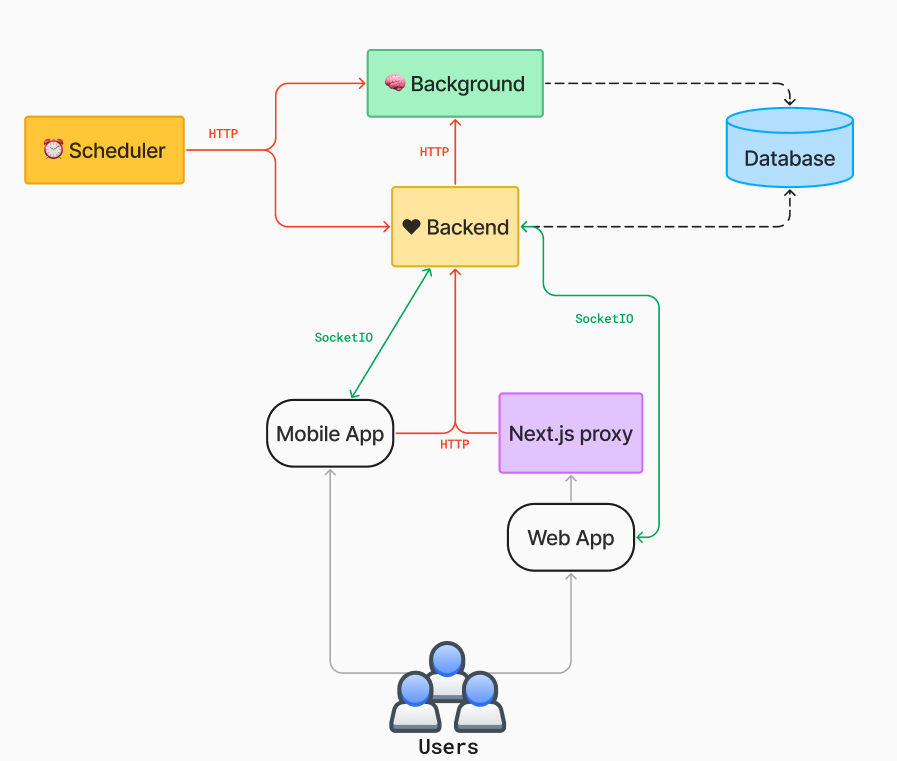 Background
HTTP
Scheduler
HTTP
Database
Backend
SocketIO
SocketIO
Mobile App
Next.js proxy
HTTP
Web App
Users